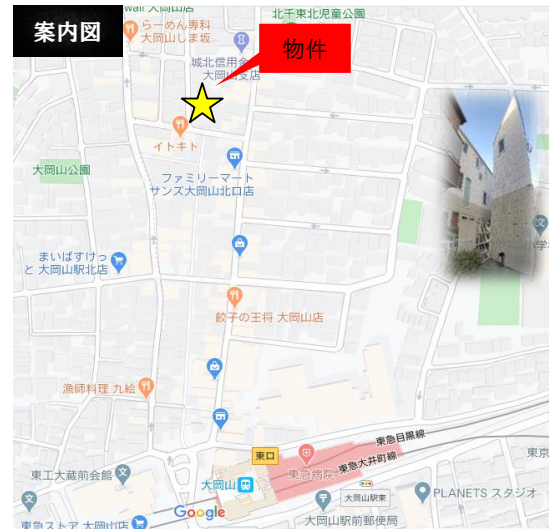 案内図
wall 大岡山店
北千束北児童公園
らーめん専科
大岡山しま坂
城北信用金
大岡山支店
物件
イトキト
大岡山公園
ファミリーマート
サンズ大岡山北口店
まいばすけっ
と 大岡山駅北店
餃子の王将 大岡山店
漁師料理 九絵
東口
東急目黒線
東急病院
東急大井町線
東工大蔵前会館
大岡山
大岡山駅東
PLANETS スタジオ
Google
大岡山駅前郵便局
東急ストア 大岡山店